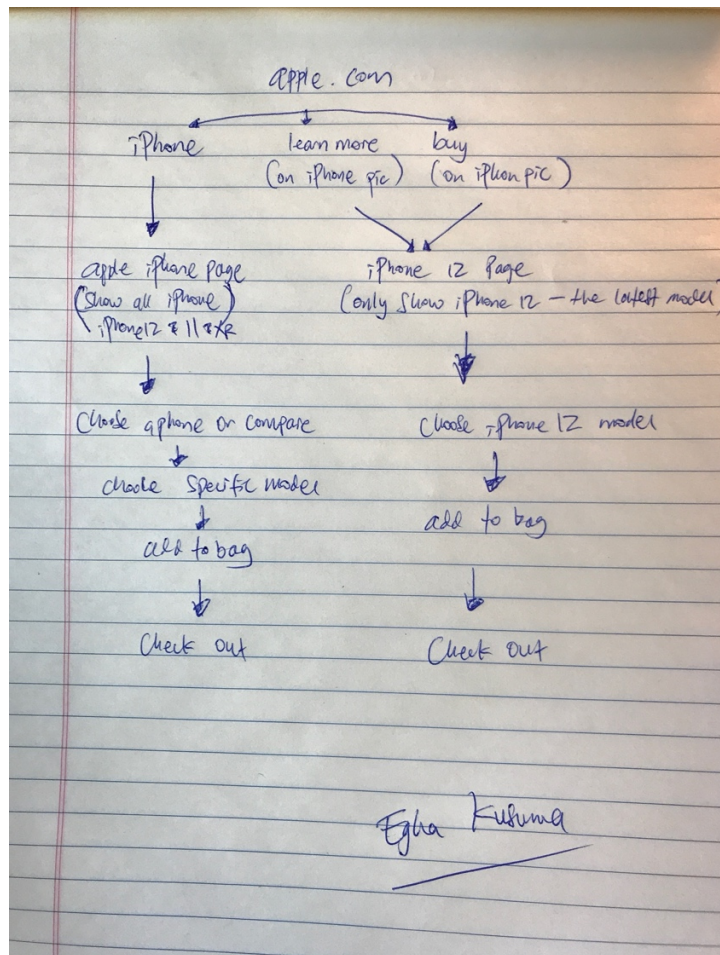 apple.com
iPhone learn more buy
(on iPhone pic) (on iPhon pic)
apple iPhone page iPhone 12 Page
(show all iPhone) (only show iPhone 12 - the latest model)
iPhone12 & 11 & XR
Choose a phone or compare choose iphone 12 model
choose specific model
add to bag
add to bag
Check out Check out
Egha Kusuma